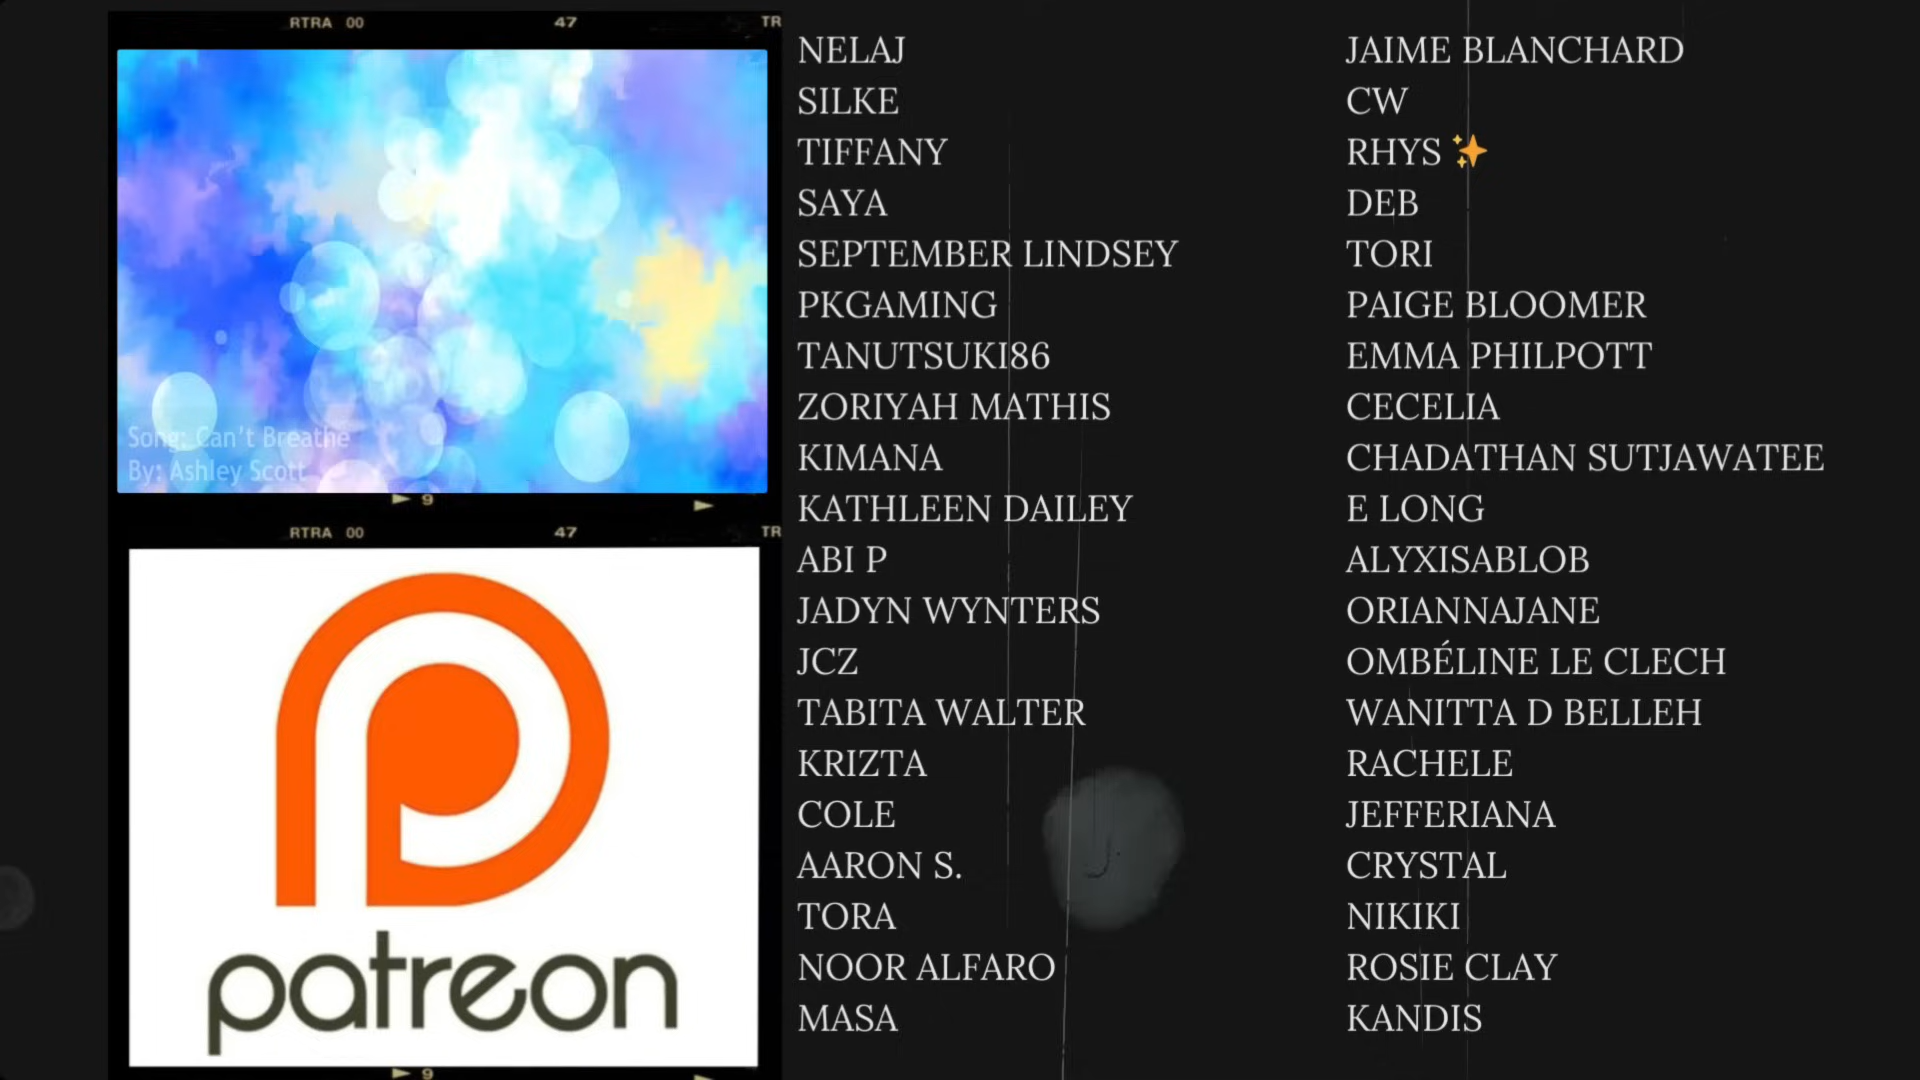 RTRA 00 47 TR
Song: Can't Breathe
By: Ashley Scott
9
RTRA 00 47 TR
patreon
9
NELAJ
SILKE
TIFFANY
SAYA
SEPTEMBER LINDSEY
PKGAMING
TANUTSUKI86
ZORIYAH MATHIS
KIMANA
KATHLEEN DAILEY
ABI P
JADYN WYNTERS
JCZ
TABITA WALTER
KRIZTA
COLE
AARON S.
TORA
NOOR ALFARO
MASA
JAIME BLANCHARD
CW
RHYS ✨
DEB
TORI
PAIGE BLOOMER
EMMA PHILPOTT
CECELIA
CHADATHAN SUTJAWATEE
E LONG
ALYXISABLOB
ORIANNAJANE
OMBÉLINE LE CLECH
WANITTA D BELLEH
RACHELE
JEFFERIANA
CRYSTAL
NIKIKI
ROSIE CLAY
KANDIS